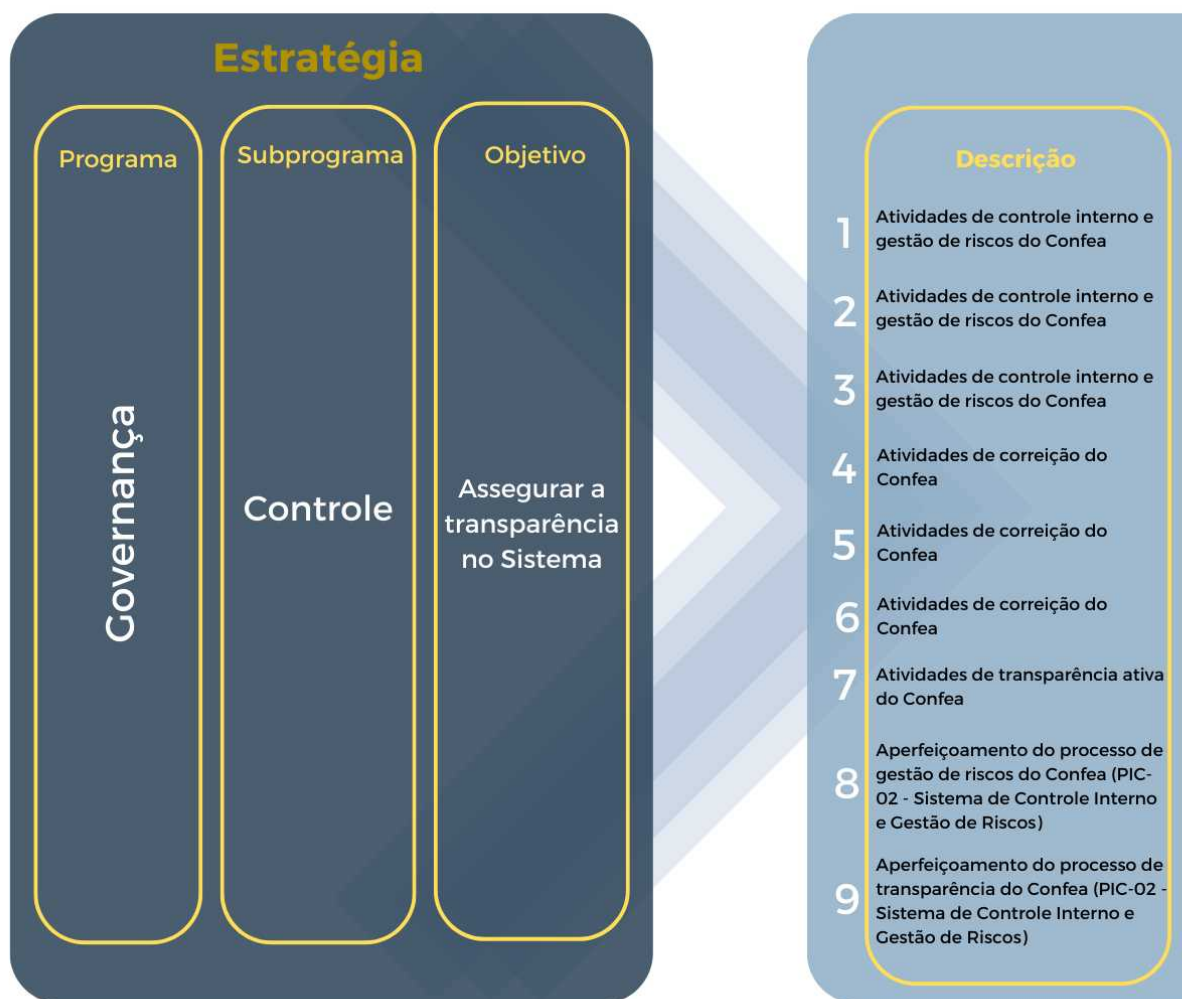 Estratégia
Programa
Subprograma
Objetivo
Governança
Controle
Assegurar a
transparência
no Sistema
Descrição
1
Atividades de controle interno e
gestão de riscos do Confea
2
Atividades de controle interno e
gestão de riscos do Confea
3
Atividades de controle interno e
gestão de riscos do Confea
4
Atividades de correição do
Confea
5
Atividades de correição do
Confea
6
Atividades de correição do
Confea
7
Atividades de transparência ativa
do Confea
8
Aperfeiçoamento do processo de
gestão de riscos do Confea (PIC-
02 - Sistema de Controle Interno
e Gestão de Riscos)
9
Aperfeiçoamento do processo de
transparência do Confea (PIC-02 -
Sistema de Controle Interno e
Gestão de Riscos)